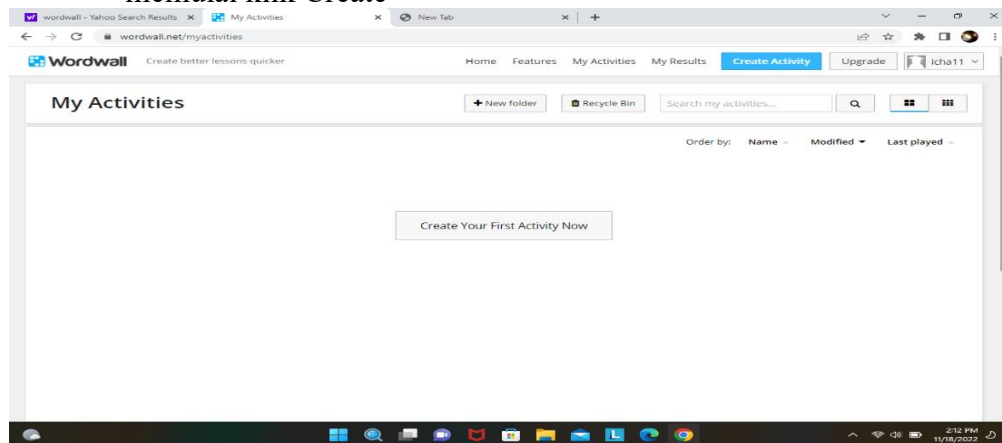 wordwall - Yahoo Search Results
My Activities
New Tab
wordwall.net/myactivities
Wordwall Create better lessons quicker Home Features My Activities My Results Create Activity Upgrade icha11
My Activities New folder Recycle Bin Search my activities...
Order by: Name Modified Last played
Create Your First Activity Now
2:12 PM
11/18/2022